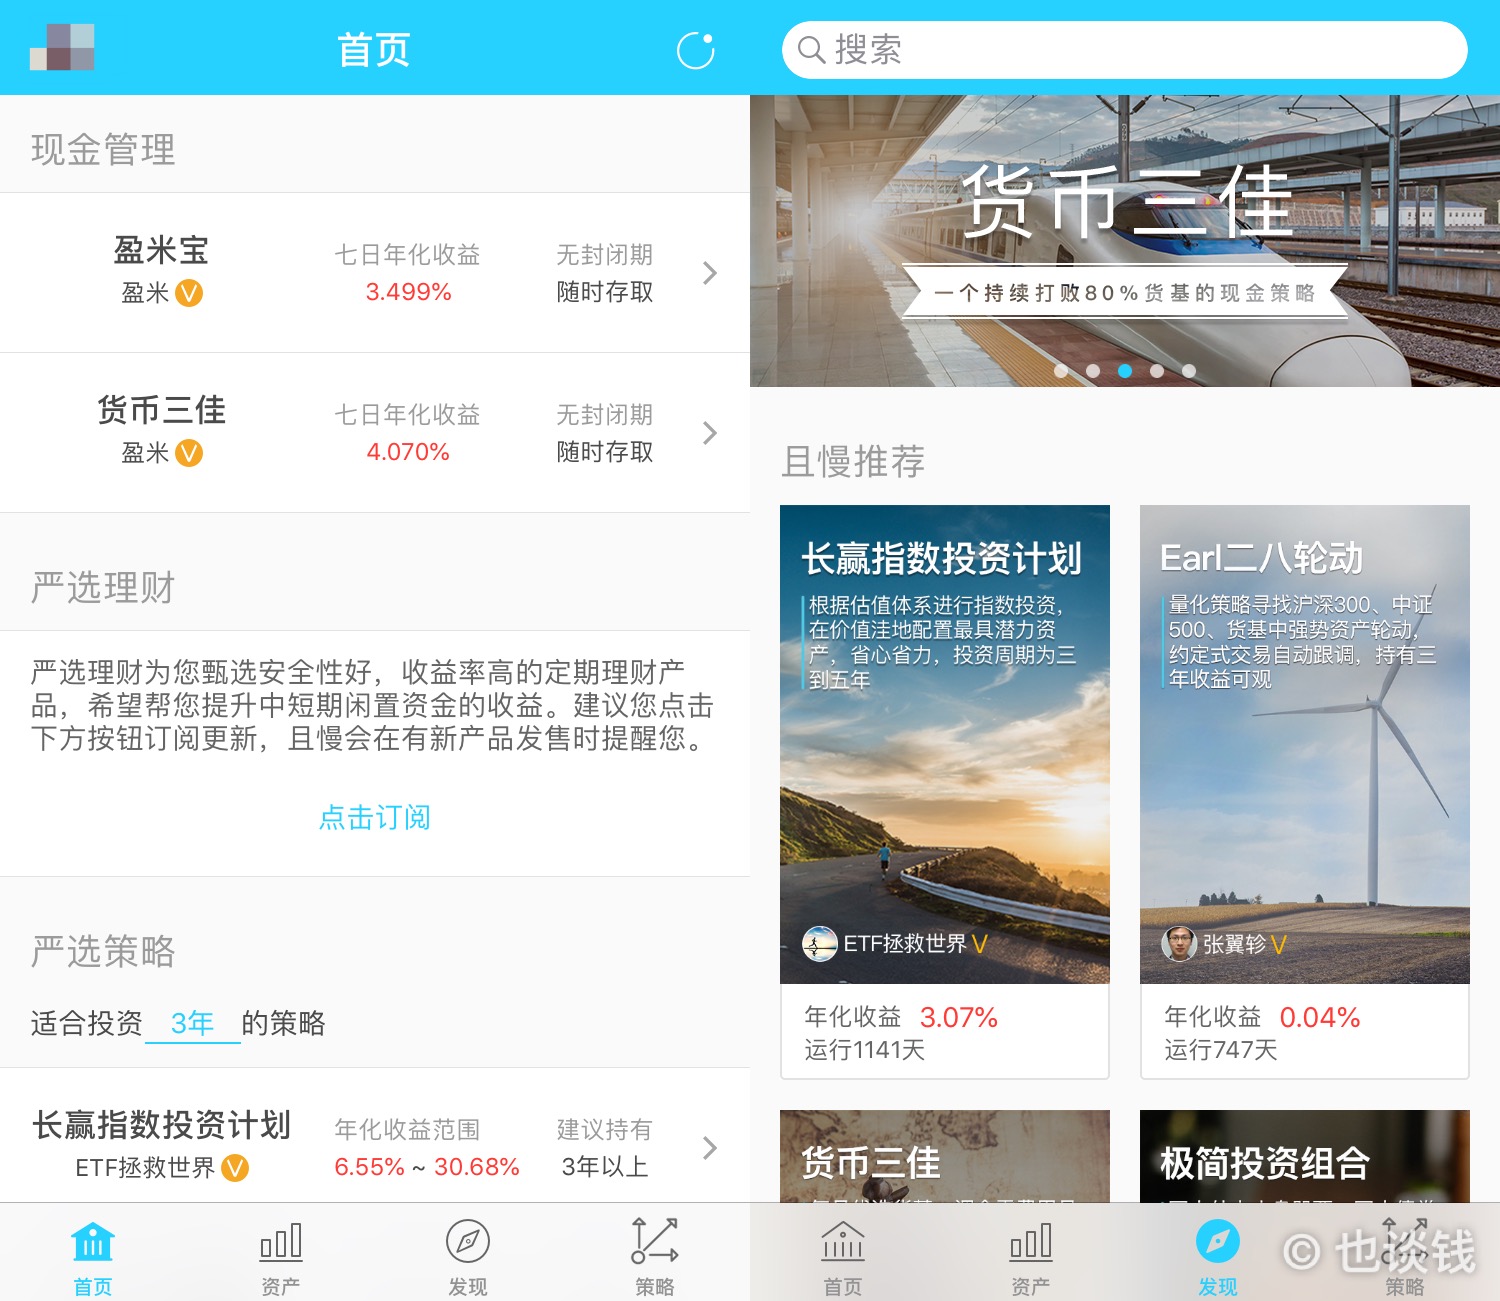 首页
现金管理
盈米宝
盈米
七日年化收益
3.499%
无封闭期
随时存取
货币三佳
盈米
七日年化收益
4.070%
无封闭期
随时存取
严选理财
严选理财为您甄选安全性好，收益率高的定期理财产
品，希望帮您提升中短期闲置资金的收益。建议您点击
下方按钮订阅更新，且慢会在有新产品发售时提醒您。
点击订阅
严选策略
适合投资 3年 的策略
长赢指数投资计划
ETF拯救世界
年化收益范围
6.55% ~ 30.68%
建议持有
3年以上
首页
资产
发现
策略
搜索
货币三佳
一个持续打败80%货基的现金策略
且慢推荐
长赢指数投资计划
根据估值体系进行指数投资，
在价值洼地配置最具潜力资
产，省心省力，投资周期为三
到五年
ETF拯救世界
年化收益 3.07%
运行1141天
Earl二八轮动
量化策略寻找沪深300、中证
500、货基中强势资产轮动，
约定式交易自动跟调，持有三
年收益可观
张翼轸
年化收益 0.04%
运行747天
货币三佳
极简投资组合
首页
资产
发现
策略
© 也谈钱